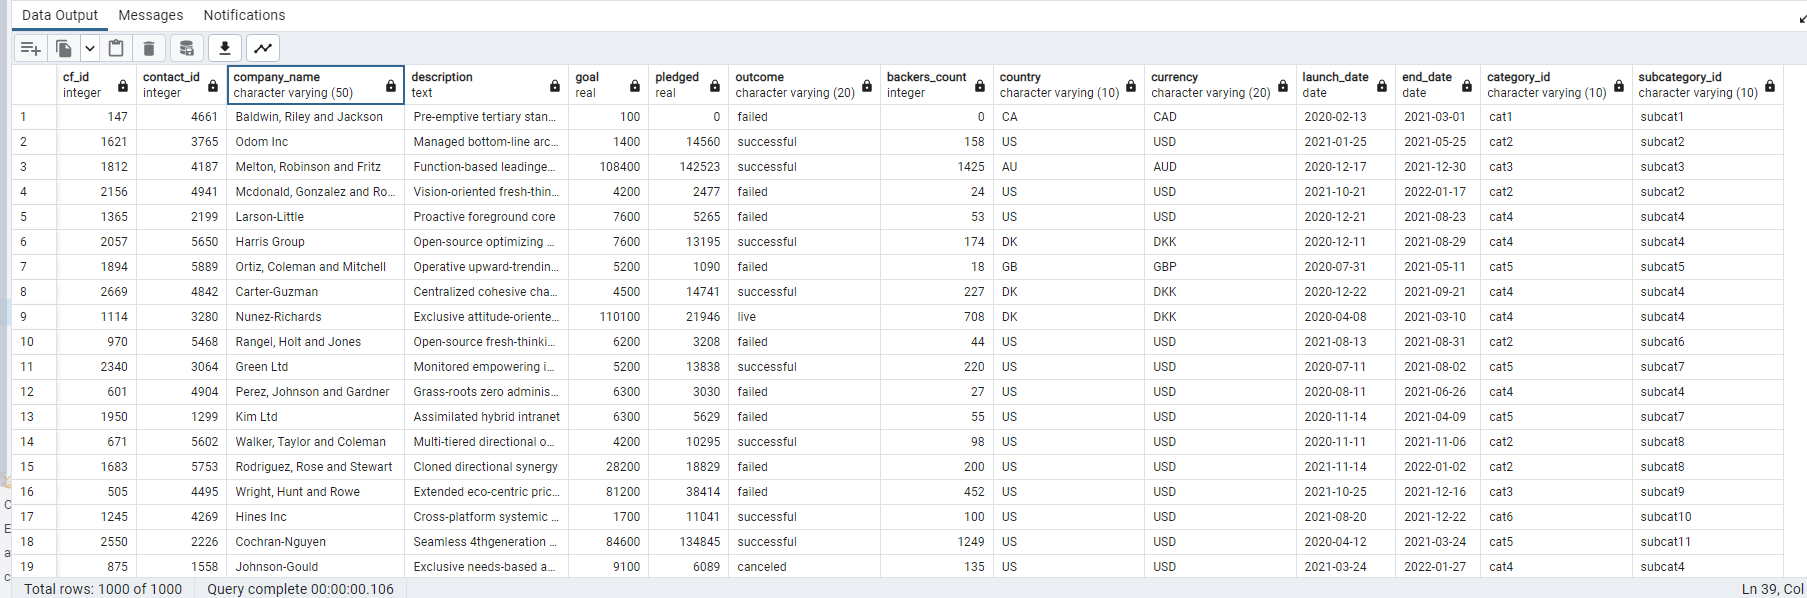 Data Output Messages Notifications
cf_id integer contact_id integer company_name character varying (50) description text goal real pledged real outcome character varying (20) backers_count integer country character varying (10) currency character varying (20) launch_date date end_date date category_id character varying (10) subcategory_id character varying (10)
1 147 4661 Baldwin, Riley and Jackson Pre-emptive tertiary stan... 100 0 failed 0 CA CAD 2020-02-13 2021-03-01 cat1 subcat1
2 1621 3765 Odom Inc Managed bottom-line arc... 1400 14560 successful 158 US USD 2021-01-25 2021-05-25 cat2 subcat2
3 1812 4187 Melton, Robinson and Fritz Function-based leadinge... 108400 142523 successful 1425 AU AUD 2020-12-17 2021-12-30 cat3 subcat3
4 2156 4941 Mcdonald, Gonzalez and Ro... Vision-oriented fresh-thin... 4200 2477 failed 24 US USD 2021-10-21 2022-01-17 cat2 subcat2
5 1365 2199 Larson-Little Proactive foreground core 7600 5265 failed 53 US USD 2020-12-21 2021-08-23 cat4 subcat4
6 2057 5650 Harris Group Open-source optimizing ... 7600 13195 successful 174 DK DKK 2020-12-11 2021-08-29 cat4 subcat4
7 1894 5889 Ortiz, Coleman and Mitchell Operative upward-trendin... 5200 1090 failed 18 GB GBP 2020-07-31 2021-05-11 cat5 subcat5
8 2669 4842 Carter-Guzman Centralized cohesive cha... 4500 14741 successful 227 DK DKK 2020-12-22 2021-09-21 cat4 subcat4
9 1114 3280 Nunez-Richards Exclusive attitude-oriente... 110100 21946 live 708 DK DKK 2020-04-08 2021-03-10 cat4 subcat4
10 970 5468 Rangel, Holt and Jones Open-source fresh-thinki... 6200 3208 failed 44 US USD 2021-08-13 2021-08-31 cat2 subcat6
11 2340 3064 Green Ltd Monitored empowering i... 5200 13838 successful 220 US USD 2020-07-11 2021-08-02 cat5 subcat7
12 601 4904 Perez, Johnson and Gardner Grass-roots zero adminis... 6300 3030 failed 27 US USD 2020-08-11 2021-06-26 cat4 subcat4
13 1950 1299 Kim Ltd Assimilated hybrid intranet 6300 5629 failed 55 US USD 2020-11-14 2021-04-09 cat5 subcat7
14 671 5602 Walker, Taylor and Coleman Multi-tiered directional o... 4200 10295 successful 98 US USD 2020-11-11 2021-11-06 cat2 subcat8
15 1683 5753 Rodriguez, Rose and Stewart Cloned directional synergy 28200 18829 failed 200 US USD 2021-11-14 2022-01-02 cat2 subcat8
16 505 4495 Wright, Hunt and Rowe Extended eco-centric pric... 81200 38414 failed 452 US USD 2021-10-25 2021-12-16 cat3 subcat9
17 1245 4269 Hines Inc Cross-platform systemic ... 1700 11041 successful 100 US USD 2021-08-20 2021-12-22 cat6 subcat10
18 2550 2226 Cochran-Nguyen Seamless 4thgeneration ... 84600 134845 successful 1249 US USD 2020-04-12 2021-03-24 cat5 subcat11
19 875 1558 Johnson-Gould Exclusive needs-based a... 9100 6089 canceled 135 US USD 2021-03-24 2022-01-27 cat4 subcat4
Total rows: 1000 of 1000 Query complete 00:00:00.106 Ln 39, Col